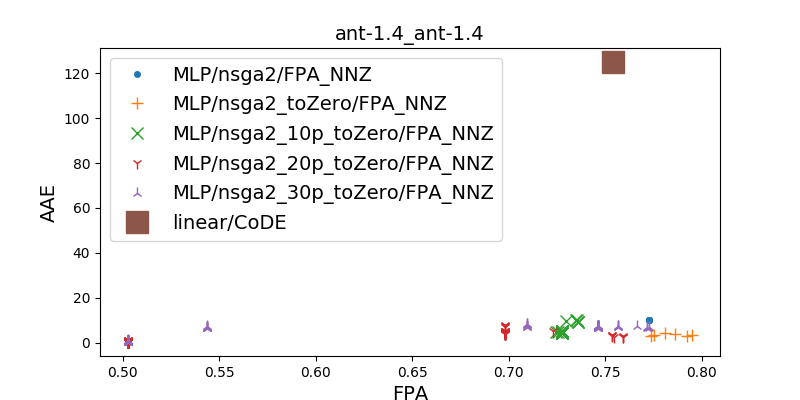 ant-1.4_ant-1.4
120
100
80
60
40
20
0
AAE
MLP/nsga2/FPA_NNZ
MLP/nsga2_toZero/FPA_NNZ
MLP/nsga2_10p_toZero/FPA_NNZ
MLP/nsga2_20p_toZero/FPA_NNZ
MLP/nsga2_30p_toZero/FPA_NNZ
linear/CoDE
0.50 0.55 0.60 0.65 0.70 0.75 0.80
FPA